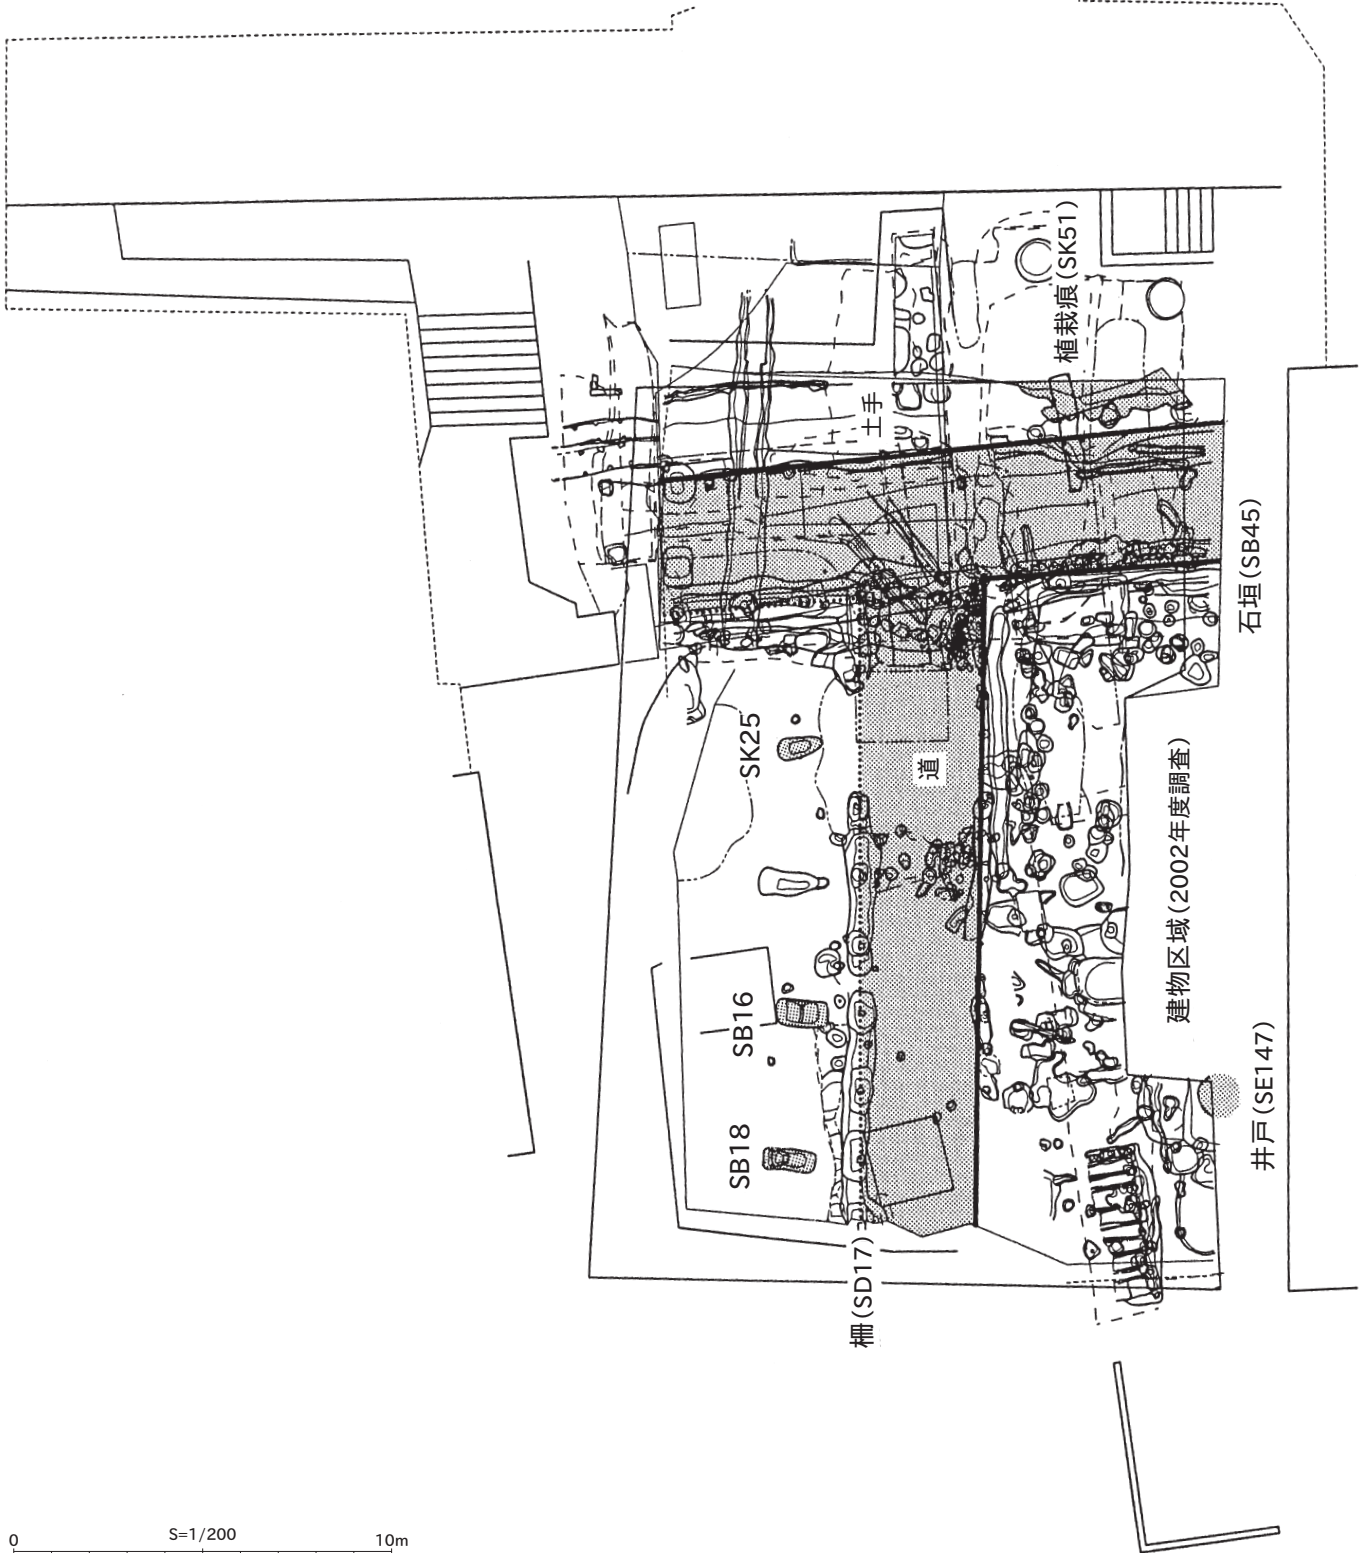 植栽痕(SK51)
土手
石垣(SB45)
SK25
道
建物区域(2002年度調査)
SB16
SB18
井戸(SE147)
柵(SD17)
0
S=1/200
10m